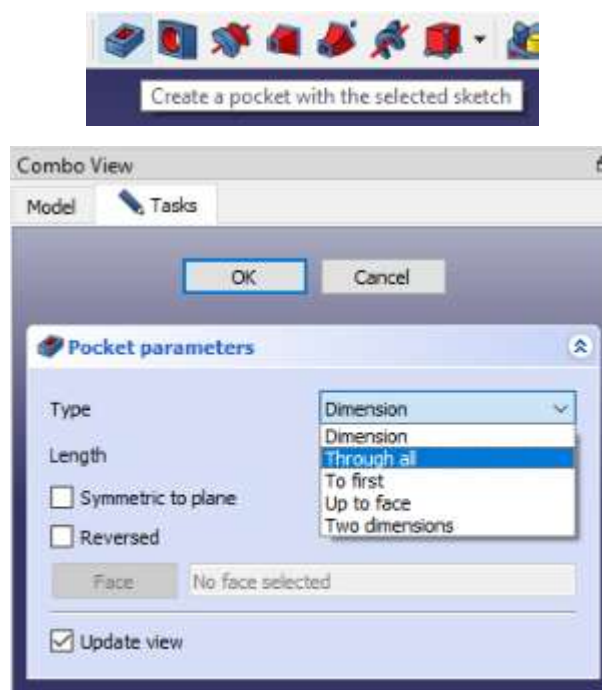 Create a pocket with the selected sketch
Combo View
Model
Tasks
OK
Cancel
Pocket parameters
Type
Dimension
Dimension
Length
Through all
To first
Symmetric to plane
Up to face
Two dimensions
Reversed
Face
No face selected
Update view